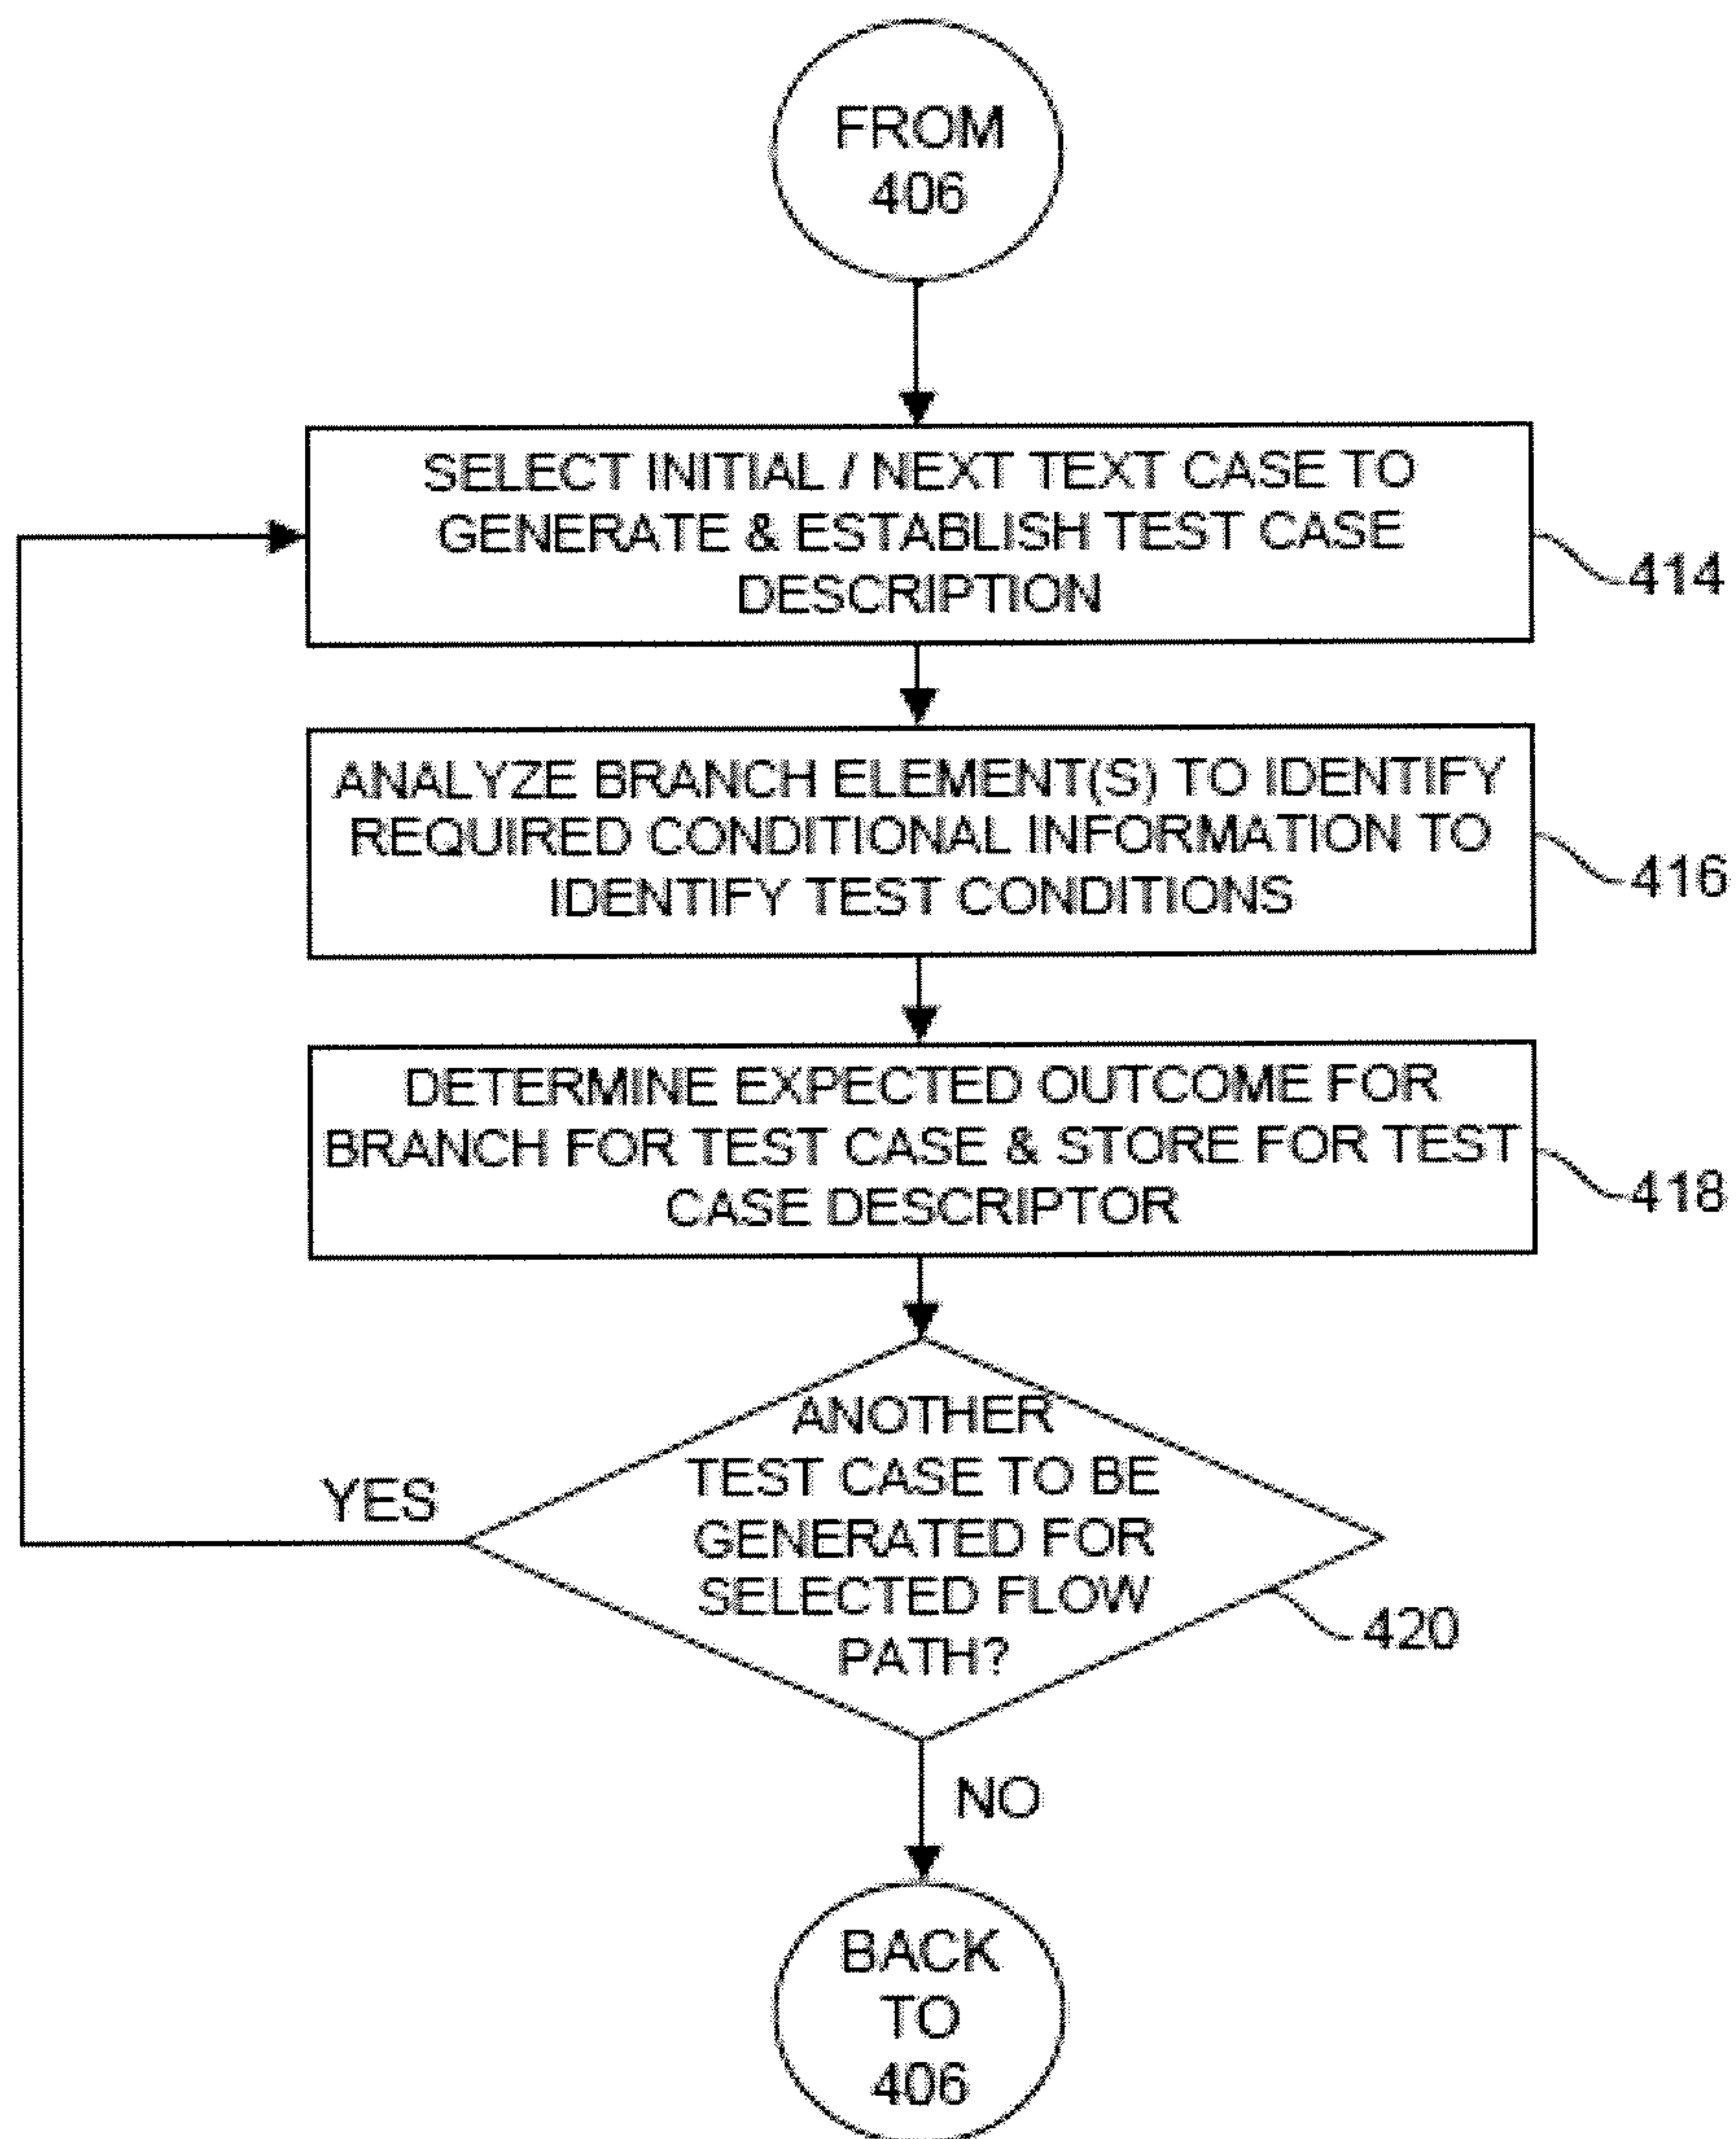 FROM
406
SELECT INITIAL / NEXT TEXT CASE TO
GENERATE & ESTABLISH TEST CASE
DESCRIPTION
414
ANALYZE BRANCH ELEMENT(S) TO IDENTIFY
REQUIRED CONDITIONAL INFORMATION TO
IDENTIFY TEST CONDITIONS
416
DETERMINE EXPECTED OUTCOME FOR
BRANCH FOR TEST CASE & STORE FOR TEST
CASE DESCRIPTOR
418
ANOTHER
TEST CASE TO BE
GENERATED FOR
SELECTED FLOW
PATH?
YES
420
NO
BACK
TO
406